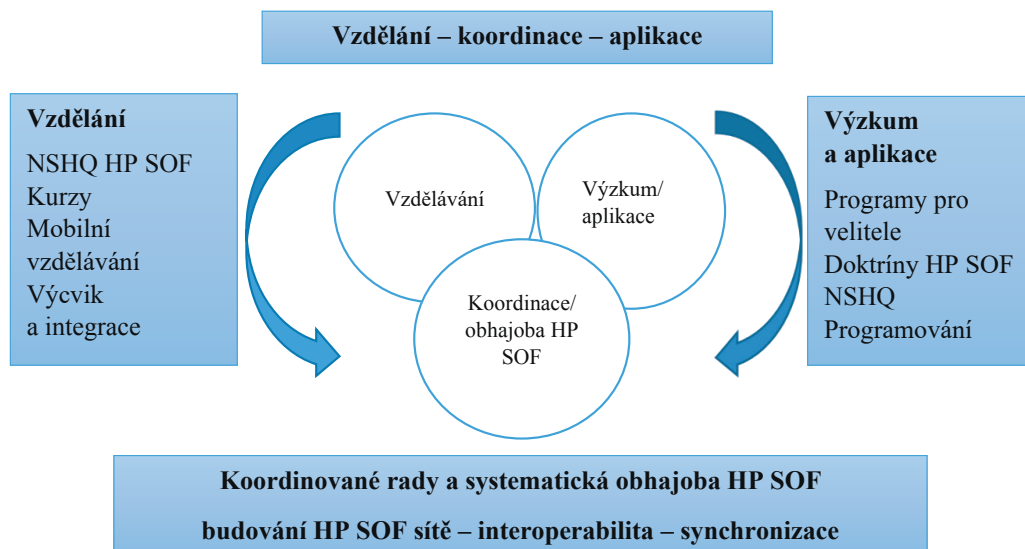 Vzdělání – koordinace – aplikace
Vzdělání
NSHQ HP SOF
Kurzy
Mobilní
vzdělávání
Výcvik
a integrace
Vzdělávání
Výzkum/
aplikace
Koordinace/
obhajoba HP
SOF
Výzkum
a aplikace
Programy pro
velitele
Doktríny HP SOF
NSHQ
Programování
Koordinované rady a systematická obhajoba HP SOF
budování HP SOF sítě – interoperabilita – synchronizace